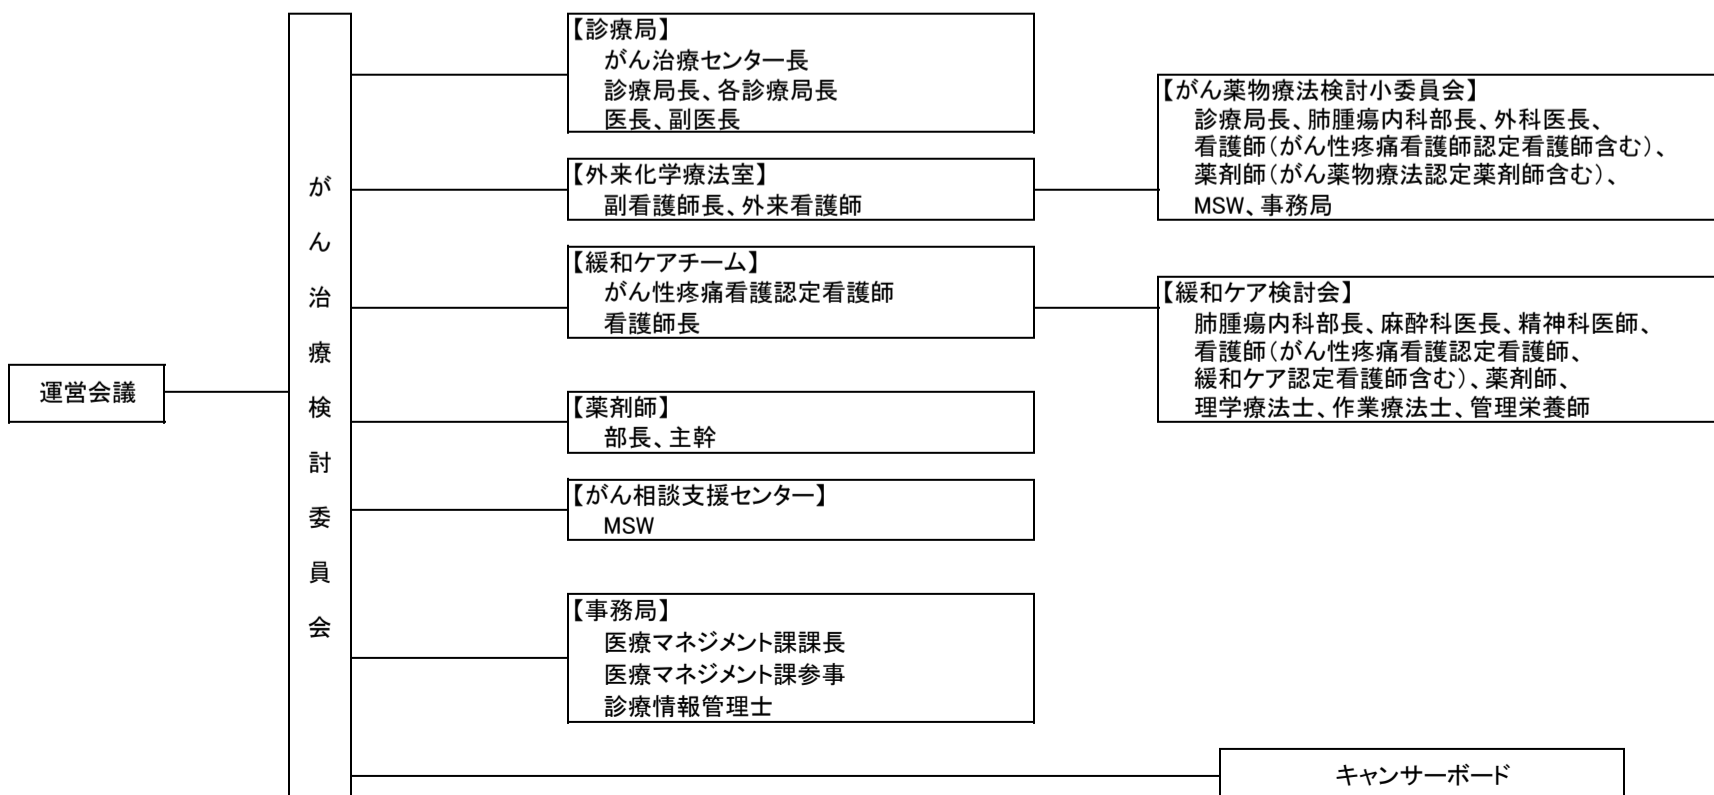 運営会議
がん治療検討委員会
【診療局】
がん治療センター長
診療局長、各診療局長
医長、副医長
【外来化学療法室】
副看護師長、外来看護師
【緩和ケアチーム】
がん性疼痛看護認定看護師
看護師長
【薬剤師】
部長、主幹
【がん相談支援センター】
MSW
【事務局】
医療マネジメント課課長
医療マネジメント課参事
診療情報管理士
【がん薬物療法検討小委員会】
診療局長、肺腫瘍内科部長、外科医長、
看護師（がん性疼痛看護師認定看護師含む）、
薬剤師（がん薬物療法認定薬剤師含む）、
MSW、事務局
【緩和ケア検討会】
肺腫瘍内科部長、麻酔科医長、精神科医師、
看護師（がん性疼痛看護認定看護師、
緩和ケア認定看護師含む）、薬剤師、
理学療法士、作業療法士、管理栄養師
キャンサーボード